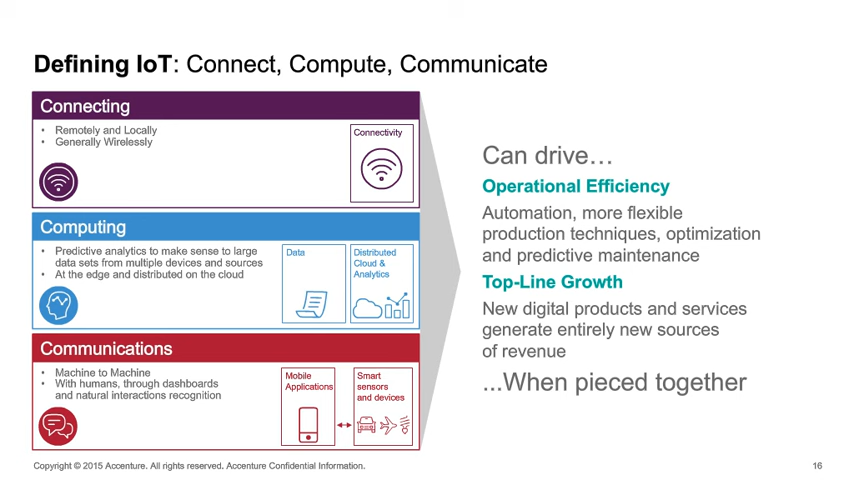 Defining IoT: Connect, Compute, Communicate
Connecting
• Remotely and Locally
• Generally Wirelessly
Connectivity
Computing
• Predictive analytics to make sense to large
data sets from multiple devices and sources
• At the edge and distributed on the cloud
Data
Distributed
Cloud &
Analytics
Communications
• Machine to Machine
• With humans, through dashboards
and natural interactions recognition
Mobile
Applications
Smart
sensors
and devices
Can drive…
Operational Efficiency
Automation, more flexible
production techniques, optimization
and predictive maintenance
Top-Line Growth
New digital products and services
generate entirely new sources
of revenue
...When pieced together
Copyright © 2015 Accenture. All rights reserved. Accenture Confidential Information.
16